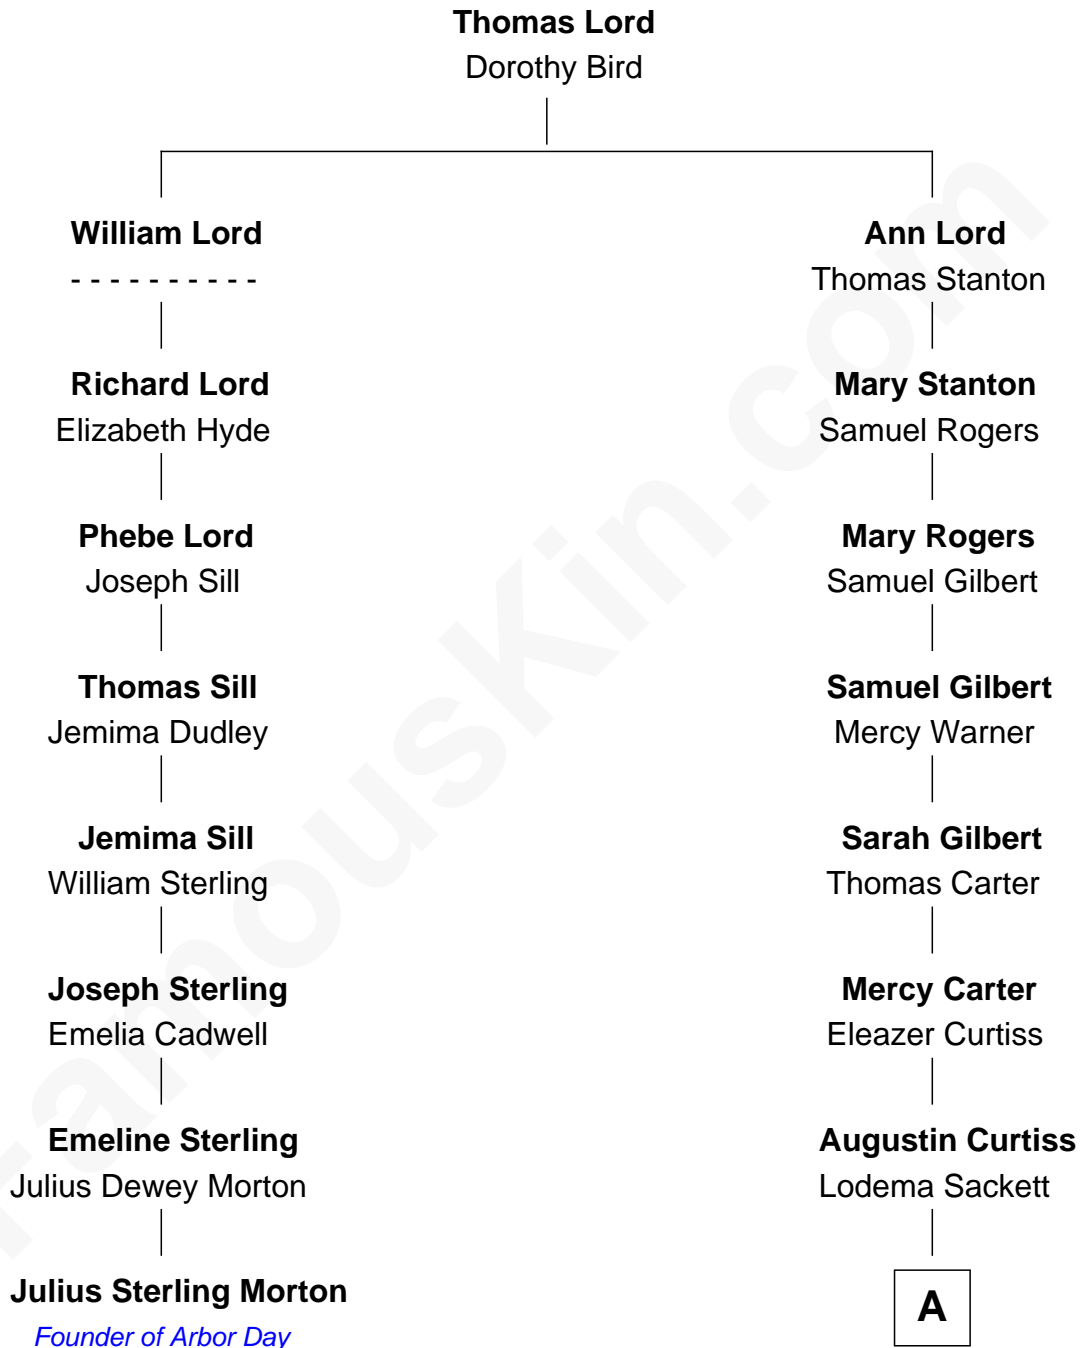 Thomas Lord
Dorothy Bird
William Lord
- - - - - - - - - -
Ann Lord
Thomas Stanton
Richard Lord
Elizabeth Hyde
Mary Stanton
Samuel Rogers
Phebe Lord
Joseph Sill
Mary Rogers
Samuel Gilbert
Thomas Sill
Jemima Dudley
Samuel Gilbert
Mercy Warner
Jemima Sill
William Sterling
Sarah Gilbert
Thomas Carter
Joseph Sterling
Emelia Cadwell
Mercy Carter
Eleazer Curtiss
Emeline Sterling
Julius Dewey Morton
Augustin Curtiss
Lodema Sackett
Julius Sterling Morton
Founder of Arbor Day
A
FamousKin.com